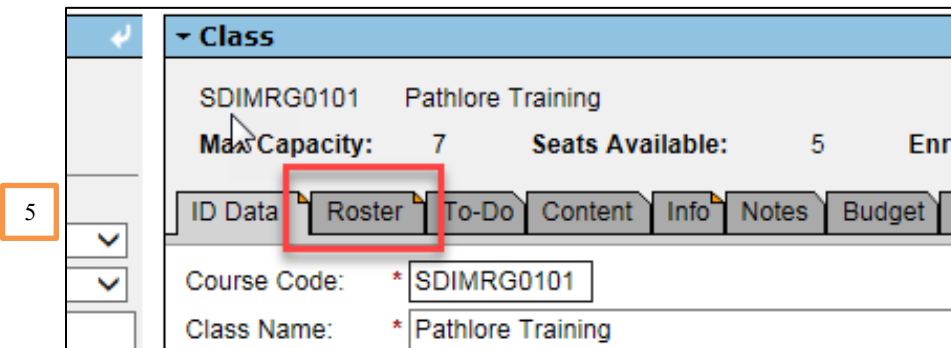 Class
SDIMRG0101 Pathlore Training
Max Capacity: 7 Seats Available: 5 Enr
5
ID Data Roster To-Do Content Info Notes Budget
Course Code: * SDIMRG0101
Class Name: * Pathlore Training